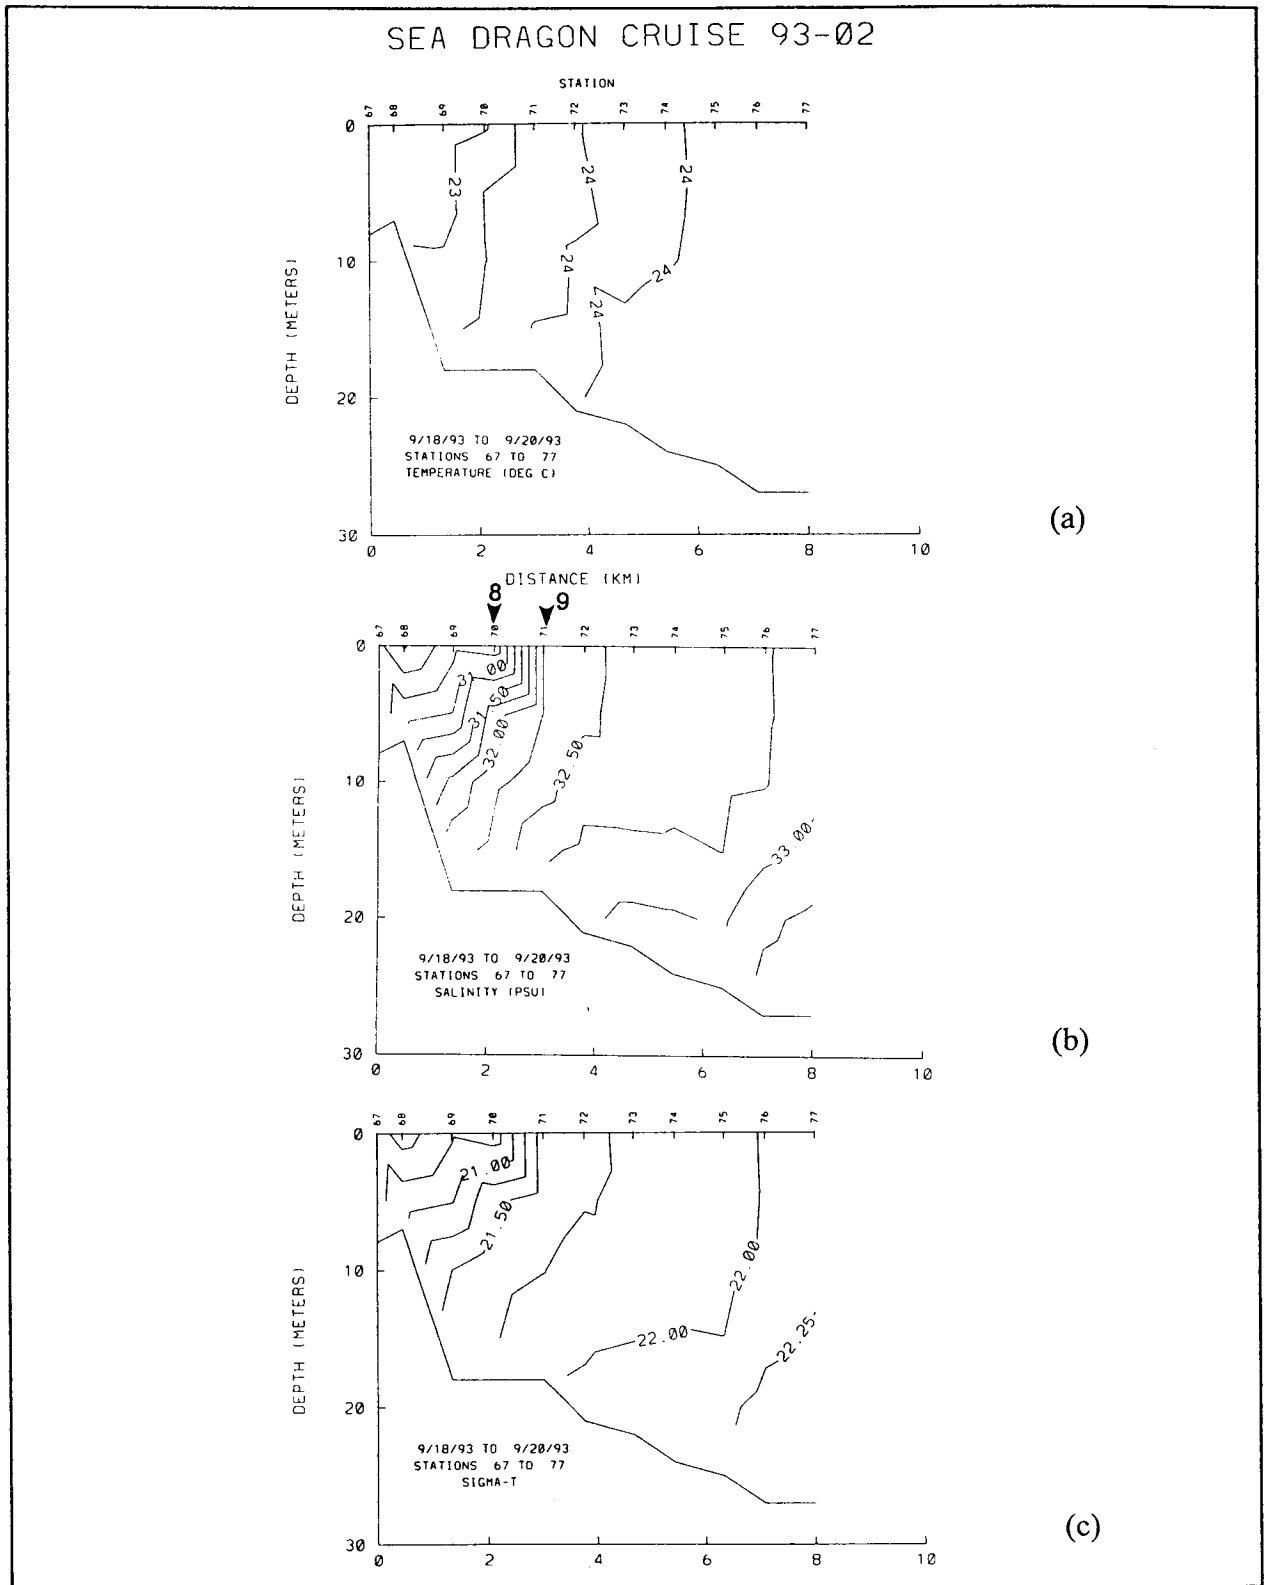 SEA DRAGON CRUISE 93-02
STATION
67 68 69 70 71 72 73 74 75 76 77
0
10
20
30
DEPTH (METERS)
23
24
24
24
24
24
9/18/93 TO 9/20/93
STATIONS 67 TO 77
TEMPERATURE (DEG C)
0 2 4 6 8 10
DISTANCE (KM)
(a)
8 9
67 68 69 70 71 72 73 74 75 76 77
0
10
20
30
DEPTH (METERS)
31.00
31.50
32.00
32.50
33.00
9/18/93 TO 9/20/93
STATIONS 67 TO 77
SALINITY (PSU)
0 2 4 6 8 10
(b)
67 68 69 70 71 72 73 74 75 76 77
0
10
20
30
DEPTH (METERS)
21.00
21.50
22.00
22.00
22.25
9/18/93 TO 9/20/93
STATIONS 67 TO 77
SIGMA-T
0 2 4 6 8 10
(c)